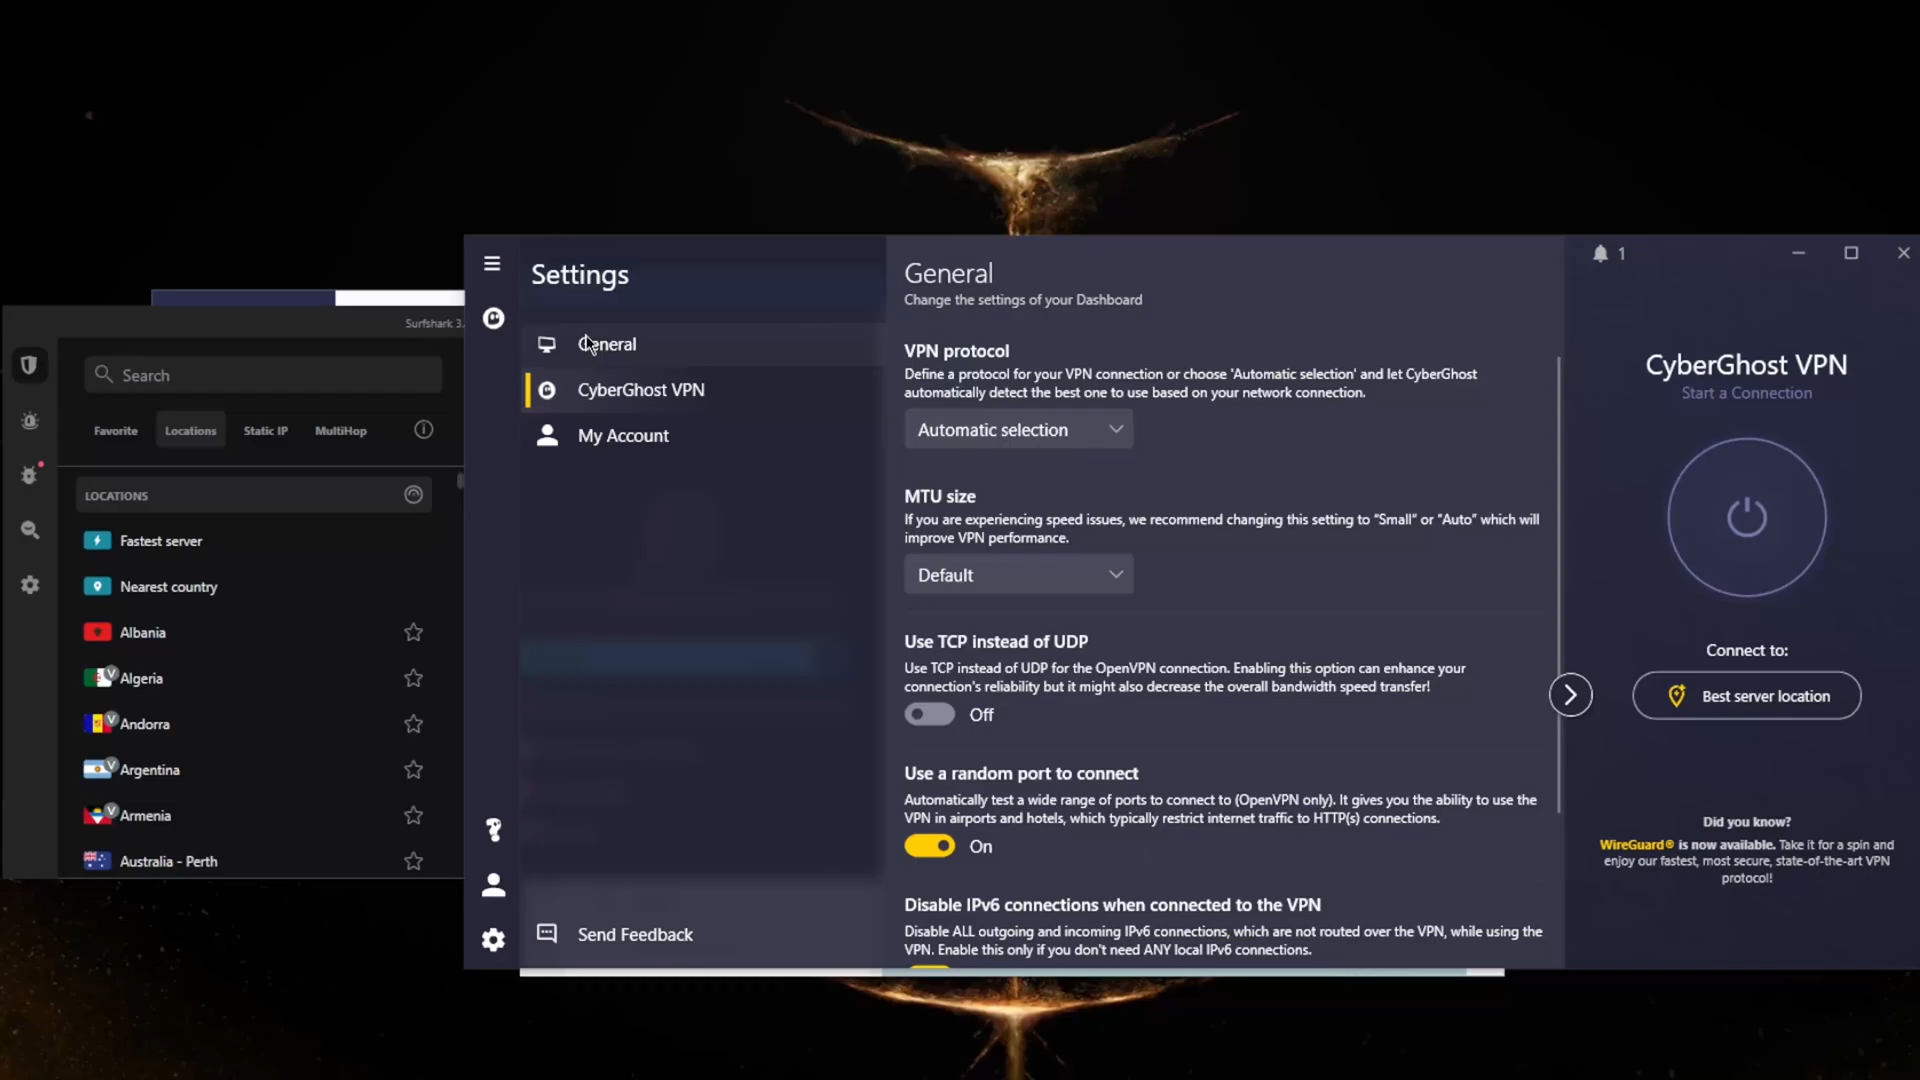 Surfshark 3.
Search
Favorite
Locations
Static IP
MultiHop
LOCATIONS
Fastest server
Nearest country
Albania
V
Algeria
V
Andorra
V
Argentina
V
Armenia
Australia - Perth
Settings
General
CyberGhost VPN
My Account
Send Feedback
General
Change the settings of your Dashboard
VPN protocol
Define a protocol for your VPN connection or choose 'Automatic selection' and let CyberGhost
automatically detect the best one to use based on your network connection.
Automatic selection
MTU size
If you are experiencing speed issues, we recommend changing this setting to “Small” or “Auto” which will
improve VPN performance.
Default
Use TCP instead of UDP
Use TCP instead of UDP for the OpenVPN connection. Enabling this option can enhance your
connection's reliability but it might also decrease the overall bandwidth speed transfer!
Off
Use a random port to connect
Automatically test a wide range of ports to connect to (OpenVPN only). It gives you the ability to use the
VPN in airports and hotels, which typically restrict internet traffic to HTTP(s) connections.
On
Disable IPv6 connections when connected to the VPN
Disable ALL outgoing and incoming IPv6 connections, which are not routed over the VPN, while using the
VPN. Enable this only if you don't need ANY local IPv6 connections.
1
CyberGhost VPN
Start a Connection
Connect to:
Best server location
Did you know?
WireGuard® is now available. Take it for a spin and
enjoy our fastest, most secure, state-of-the-art VPN
protocol!